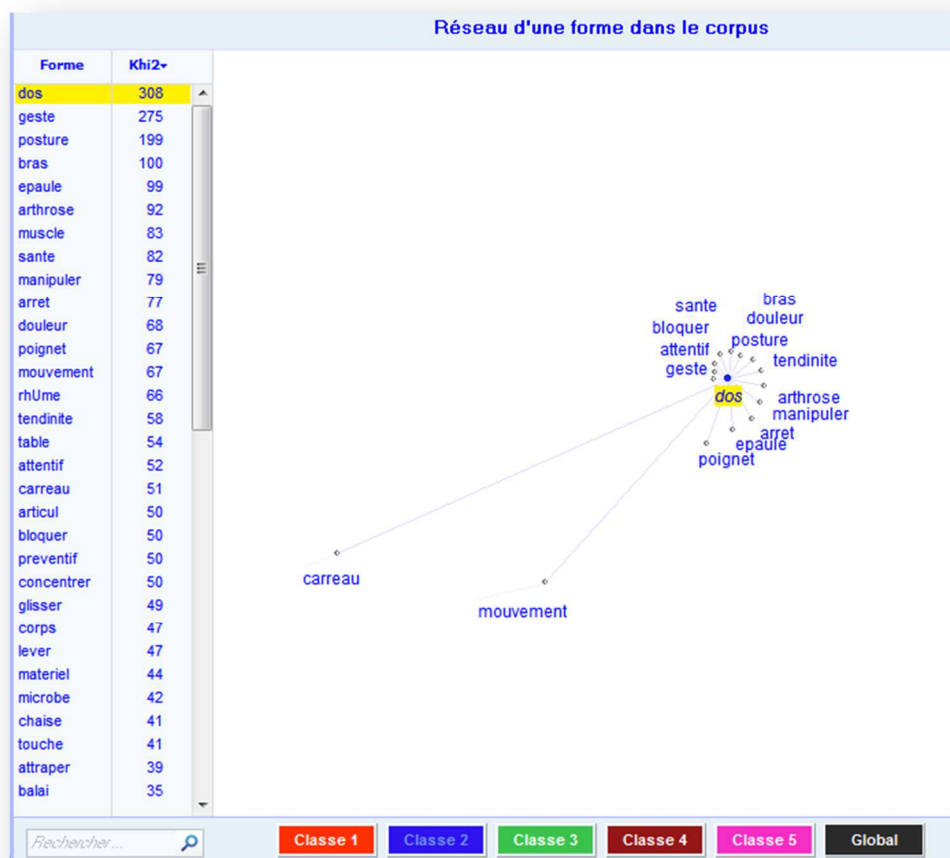 Réseau d'une forme dans le corpus
Forme Khi2
dos 308
geste 275
posture 199
bras 100
epaule 99
arthrose 92
muscle 83
sante 82
manipuler 79
arret 77
douleur 68
poignet 67
mouvement 67
rhUme 66
tendinite 58
table 54
attentif 52
carreau 51
articul 50
bloquer 50
preventif 50
concentrer 50
glisser 49
corps 47
lever 47
materiel 44
microbe 42
chaise 41
touche 41
attraper 39
balai 35
bras
sante
douleur
bloquer
posture
attentif
tendinite
geste
dos
arthrose
manipuler
arret
epaule
poignet
carreau
mouvement
Rechercher...
Classe 1 Classe 2 Classe 3 Classe 4 Classe 5 Global